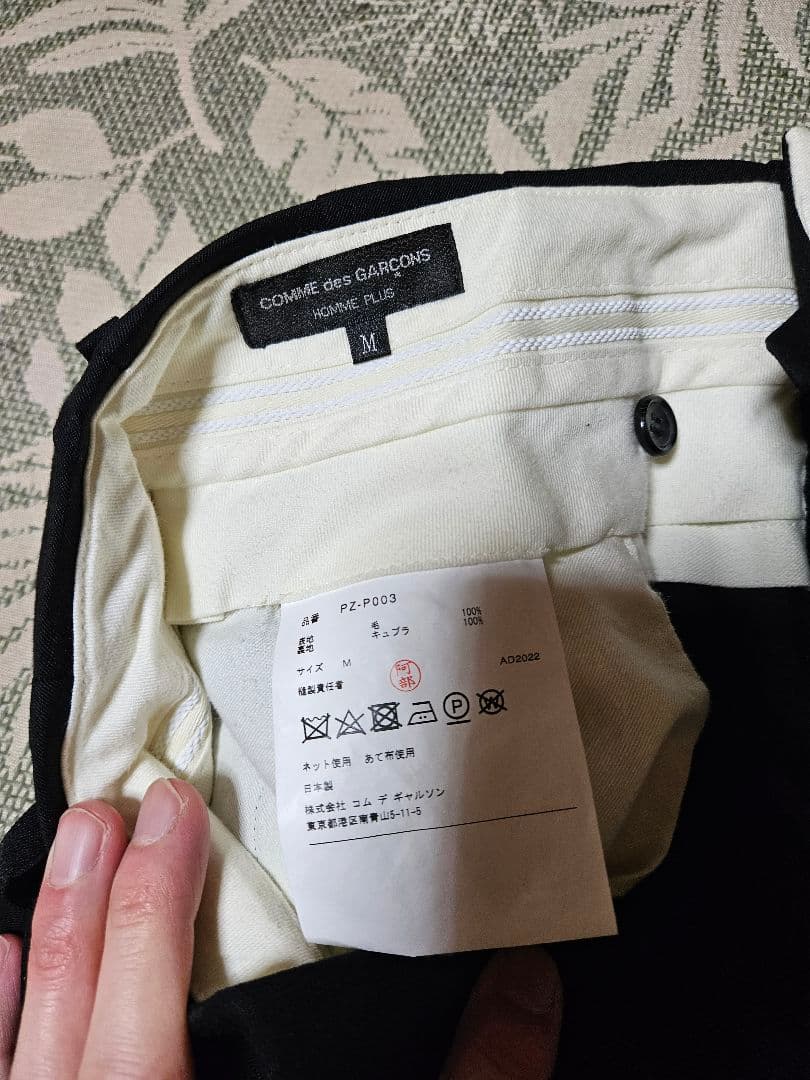 COMME des GARCONS
HOMME PLUS
M
品番 PZ-P003
表地 毛 100%
裏地 キュプラ 100%
サイズ M AD2022
縫製責任者 阿部
P W
ネット使用 あて布使用
日本製
株式会社 コム デ ギャルソン
東京都港区南青山5-11-5